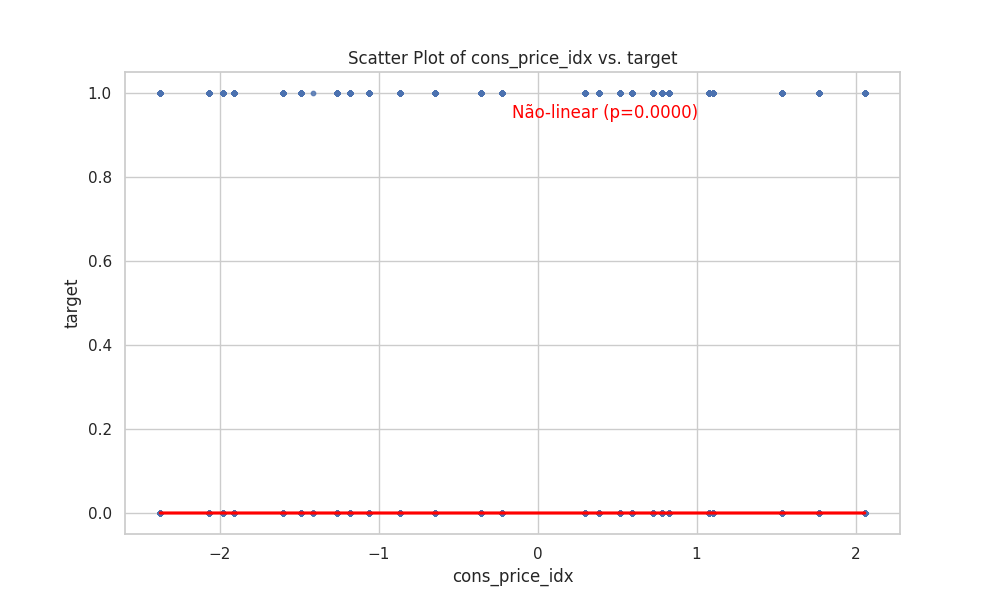 Scatter Plot of cons_price_idx vs. target
1.0
Não-linear (p=0.0000)
0.8
0.6
target
0.4
0.2
0.0
−2
−1
0
1
2
cons_price_idx